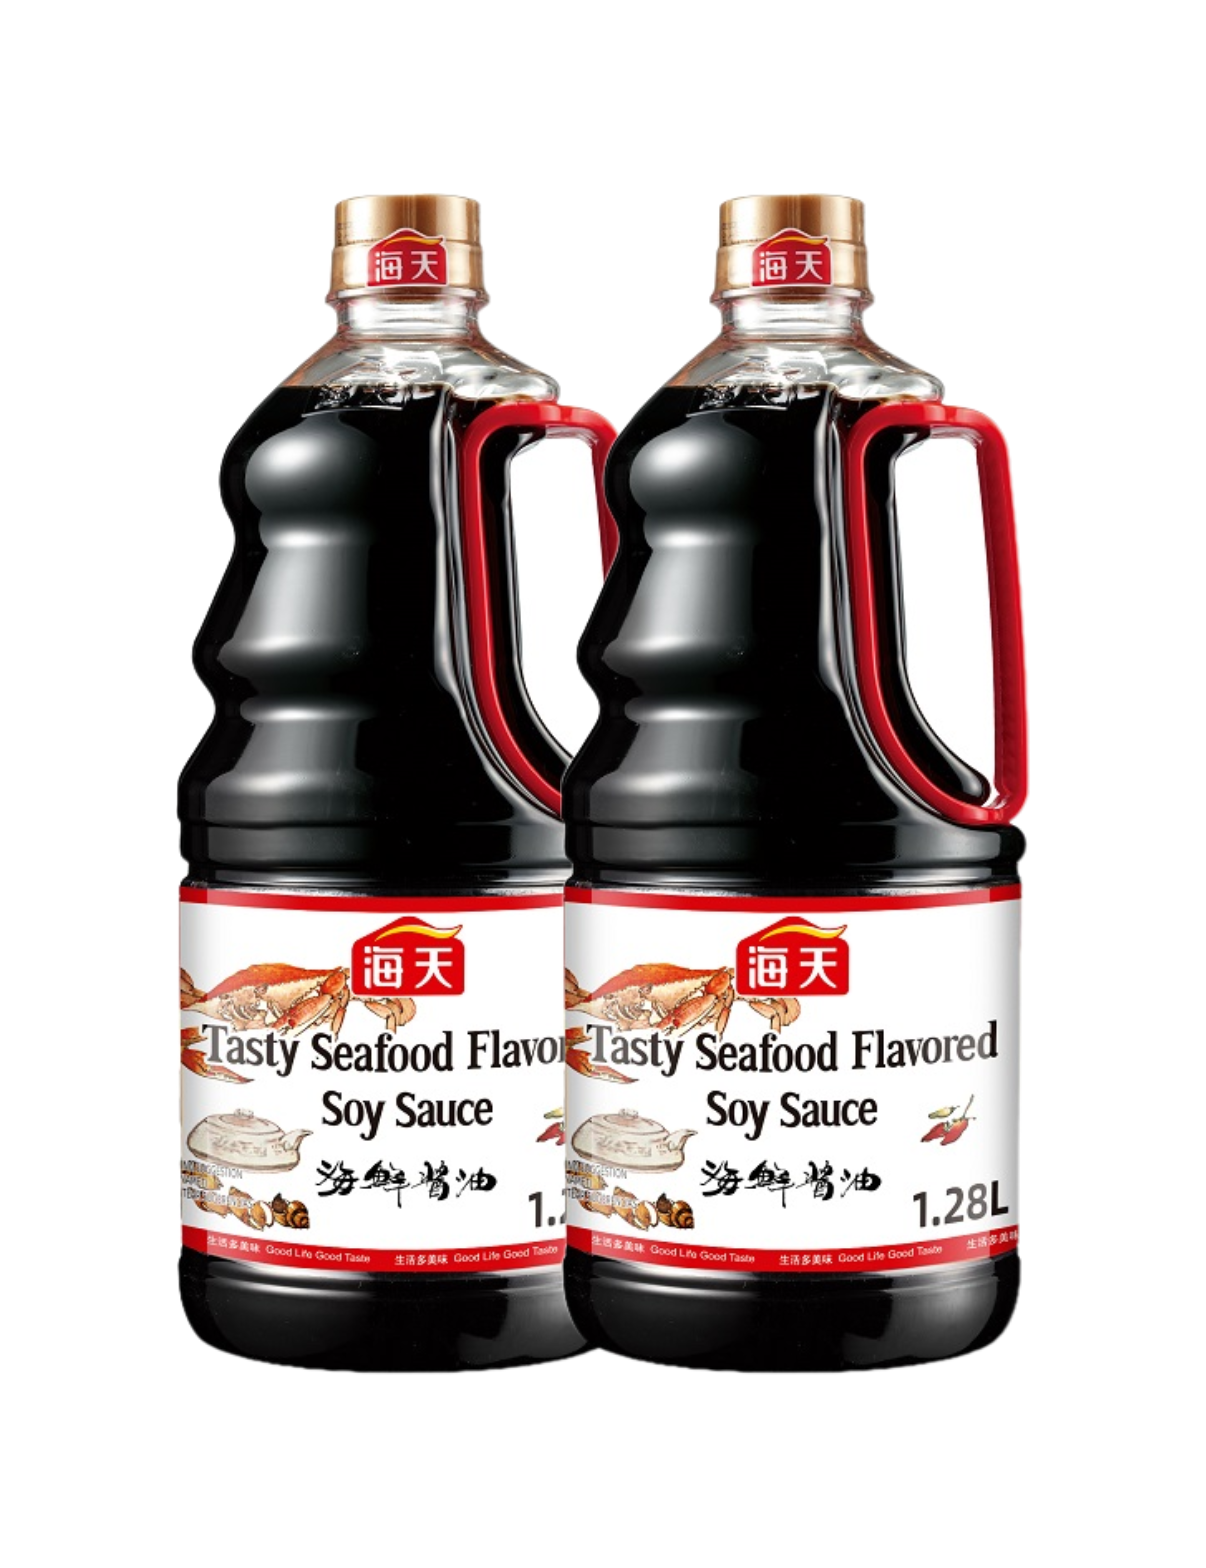 海天
海天
海天
Tasty Seafood Flavor
Soy Sauce
海鲜酱油
1.2
生活多美味 Good Life Good Taste 生活多美味 Good Life Good Taste
海天
Tasty Seafood Flavored
Soy Sauce
海鲜酱油
1.28L
生活多美味 Good Life Good Taste 生活多美味 Good Life Good Taste 生活多美味